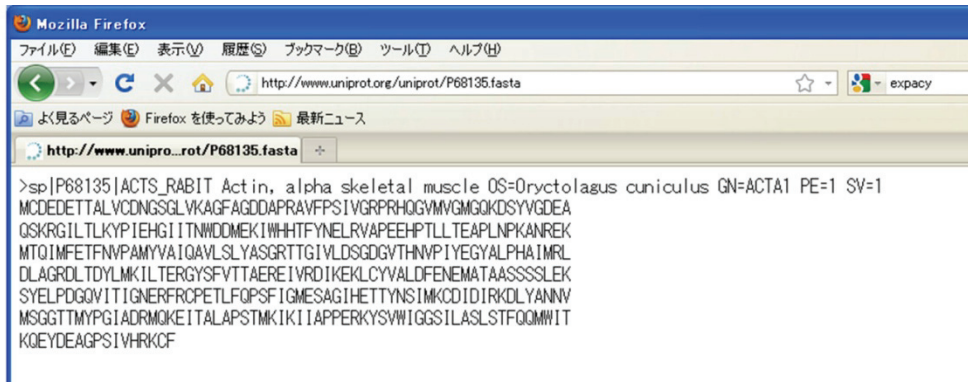 Mozilla Firefox
ファイル(F) 編集(E) 表示(V) 履歴(S) ブックマーク(B) ツール(T) ヘルプ(H)
http://www.uniprot.org/uniprot/P68135.fasta expacy
よく見るページ Firefox を使ってみよう 最新ニュース
http://www.unipro...rot/P68135.fasta
>sp|P68135|ACTS_RABIT Actin, alpha skeletal muscle OS=Oryctolagus cuniculus GN=ACTA1 PE=1 SV=1
MCDEDETTALVCDNGSGLVKAGFAGDDAPRAVFPSIVGRPRHQGVMVGMGQKDSYVGDEA
QSKRGILTLKYPIEHGIITNWDDMEKIWHHTFYNELRVAPEEHPTLLTEAPLNPKANREK
MTQIMFETFNVPAMYVAIQAVLSLYASGRTTGIVLDSGDGVTHNVPIYEGYALPHAIMRL
DLAGRDLTDYLMKILTERGYSFVTTAEREIVRDIKEKLCYVALDFENEMATAASSSSLEK
SYELPDGQVITIGNERFRCPETLFQPSFIGMESAGIHETTYNSIMKCDIDIRKDLYANNV
MSGGTTMYPGIADRMQKEITALAPSTMKIKIIAPPERKYSVWIGGSILASLSTFQQMWIT
KQEYDEAGPSIVHRKCF